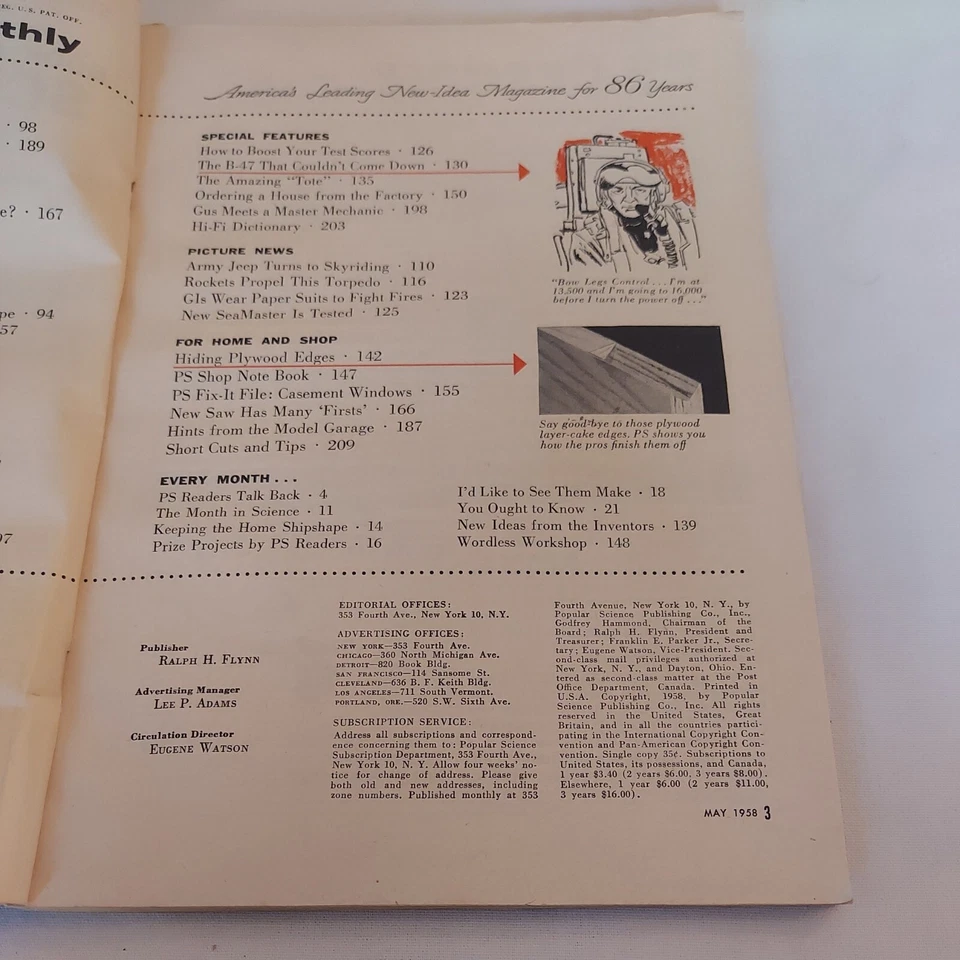 EG. U.S. PAT. OFF.
thly
· 98
· 189
e? · 167
pe · 94
57
97
America's Leading New-Idea Magazine for 86 Years
SPECIAL FEATURES
How to Boost Your Test Scores · 126
The B-47 That Couldn't Come Down · 130
The Amazing "Tote" · 135
Ordering a House from the Factory · 150
Gus Meets a Master Mechanic · 198
Hi-Fi Dictionary · 203
"Bow Legs Control . . . I'm at
13,500 and I'm going to 16,000
before I turn the power off . . ."
PICTURE NEWS
Army Jeep Turns to Skyriding · 110
Rockets Propel This Torpedo · 116
GIs Wear Paper Suits to Fight Fires · 123
New SeaMaster Is Tested · 125
FOR HOME AND SHOP
Hiding Plywood Edges · 142
PS Shop Note Book · 147
PS Fix-It File: Casement Windows · 155
New Saw Has Many 'Firsts' · 166
Hints from the Model Garage · 187
Short Cuts and Tips · 209
Say good-bye to those plywood
layer-cake edges. PS shows you
how the pros finish them off
EVERY MONTH . . .
PS Readers Talk Back · 4
The Month in Science · 11
Keeping the Home Shipshape · 14
Prize Projects by PS Readers · 16
I'd Like to See Them Make · 18
You Ought to Know · 21
New Ideas from the Inventors · 139
Wordless Workshop · 148
Publisher
RALPH H. FLYNN
Advertising Manager
LEE P. ADAMS
Circulation Director
EUGENE WATSON
EDITORIAL OFFICES:
353 Fourth Ave., New York 10, N.Y.
ADVERTISING OFFICES:
NEW YORK—353 Fourth Ave.
CHICAGO—360 North Michigan Ave.
DETROIT—820 Book Bldg.
SAN FRANCISCO—114 Sansome St.
CLEVELAND—636 B. F. Keith Bldg.
LOS ANGELES—711 South Vermont.
PORTLAND, ORE.—520 S.W. Sixth Ave.
SUBSCRIPTION SERVICE:
Address all subscriptions and correspond-
ence concerning them to: Popular Science
Subscription Department, 353 Fourth Ave.,
New York 10, N. Y. Allow four weeks' no-
tice for change of address. Please give
both old and new addresses, including
zone numbers. Published monthly at 353
Fourth Avenue, New York 10, N. Y., by
Popular Science Publishing Co., Inc.,
Godfrey Hammond, Chairman of the
Board; Ralph H. Flynn, President and
Treasurer; Franklin E. Parker Jr., Secre-
tary; Eugene Watson, Vice-President. Sec-
ond-class mail privileges authorized at
New York, N. Y., and Dayton, Ohio. En-
tered as second-class matter at the Post
Office Department, Canada. Printed in
U.S.A. Copyright, 1958, by Popular
Science Publishing Co., Inc. All rights
reserved in the United States, Great
Britain, and in all the countries partici-
pating in the International Copyright Con-
vention and Pan-American Copyright Con-
vention. Single copy 35¢. Subscriptions to
United States, its possessions, and Canada,
1 year $3.40 (2 years $6.00, 3 years $8.00).
Elsewhere, 1 year $6.00 (2 years $11.00,
3 years $16.00).
MAY 1958 3